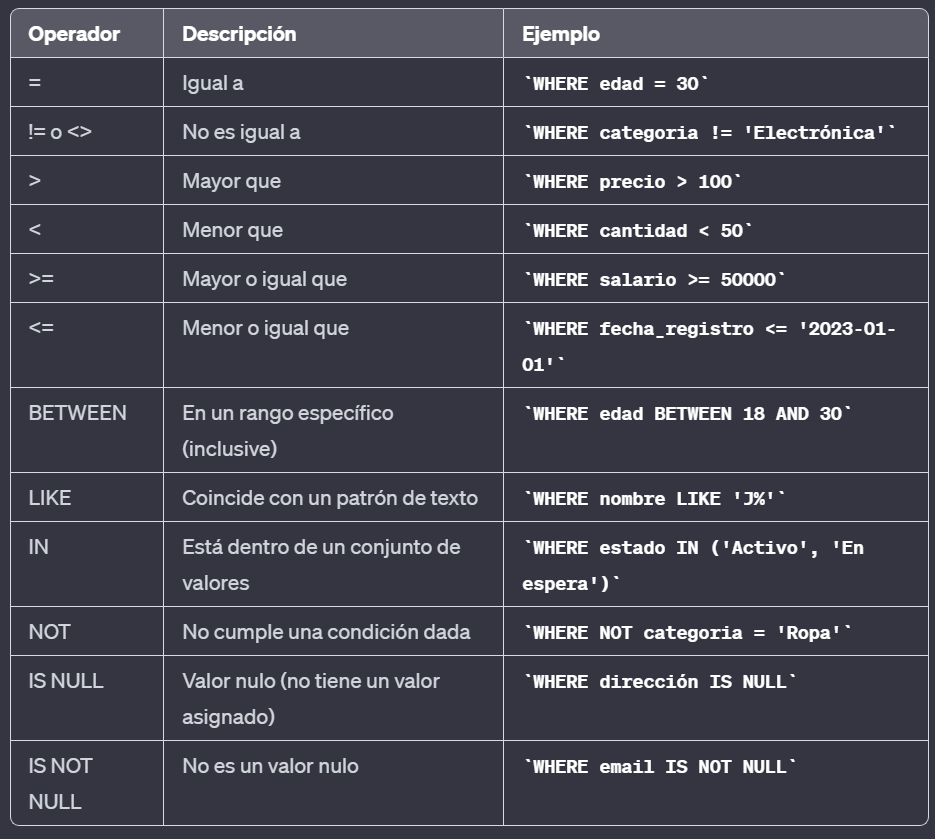 Operador Descripción Ejemplo
= Igual a `WHERE edad = 30`
!= o <> No es igual a `WHERE categoria != 'Electrónica'`
> Mayor que `WHERE precio > 100`
< Menor que `WHERE cantidad < 50`
>= Mayor o igual que `WHERE salario >= 50000`
<= Menor o igual que `WHERE fecha_registro <= '2023-01-
01'`
BETWEEN En un rango específico `WHERE edad BETWEEN 18 AND 30`
(inclusive)
LIKE Coincide con un patrón de texto `WHERE nombre LIKE 'J%'`
IN Está dentro de un conjunto de `WHERE estado IN ('Activo', 'En
valores espera')`
NOT No cumple una condición dada `WHERE NOT categoria = 'Ropa'`
IS NULL Valor nulo (no tiene un valor `WHERE dirección IS NULL`
asignado)
IS NOT No es un valor nulo `WHERE email IS NOT NULL`
NULL